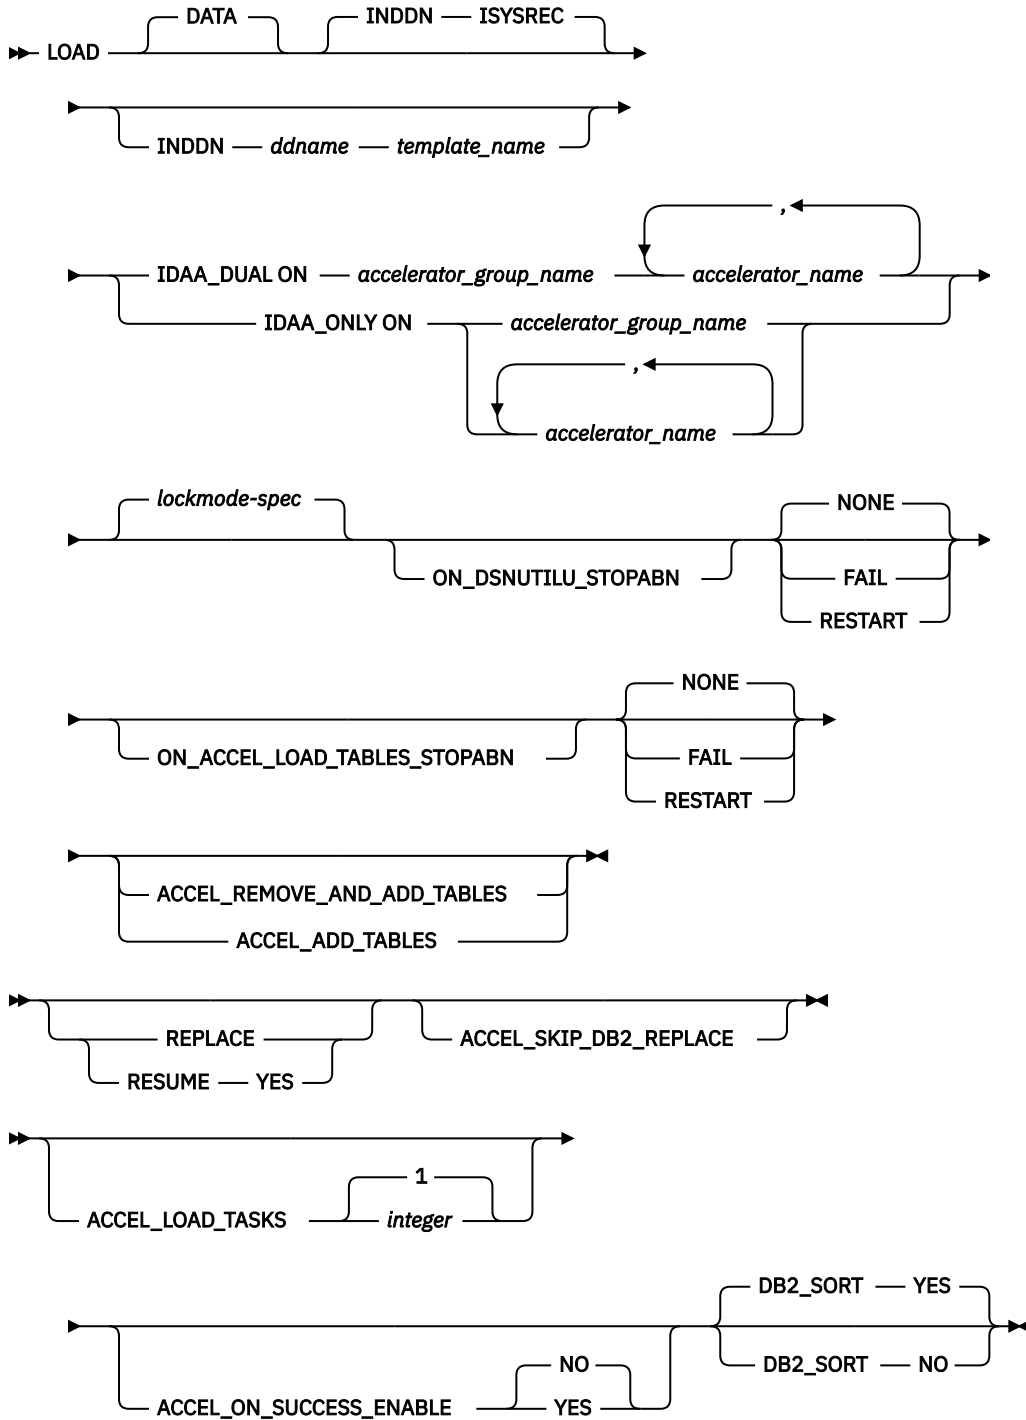 DATA INDDN ISYSREC
LOAD
INDDN ddname template_name
,
IDAA_DUAL ON accelerator_group_name accelerator_name
IDAA_ONLY ON accelerator_group_name
,
accelerator_name
lockmode-spec NONE
ON_DSNUTILU_STOPABN FAIL
RESTART
NONE
ON_ACCEL_LOAD_TABLES_STOPABN FAIL
RESTART
ACCEL_REMOVE_AND_ADD_TABLES
ACCEL_ADD_TABLES
REPLACE ACCEL_SKIP_DB2_REPLACE
RESUME YES
1
ACCEL_LOAD_TASKS integer
DB2_SORT YES
NO DB2_SORT NO
ACCEL_ON_SUCCESS_ENABLE YES